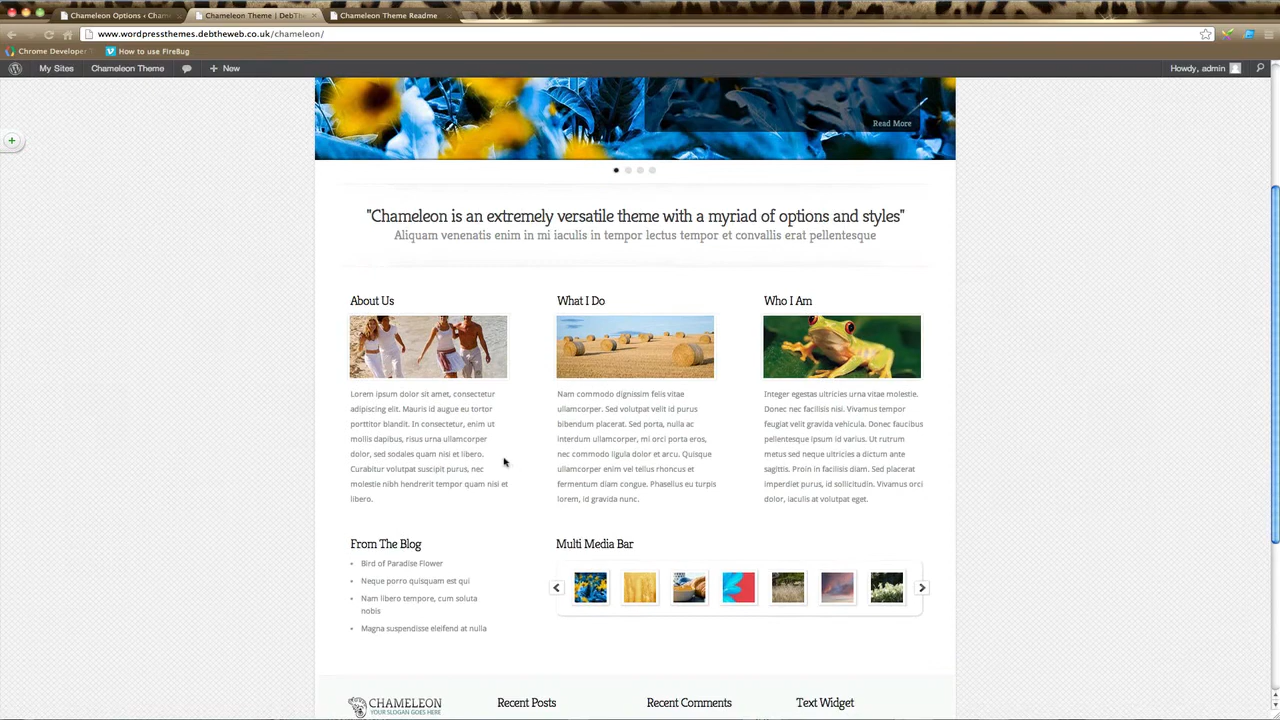 Chameleon Options ‹ Cham
Chameleon Theme | DebTh
Chameleon Theme Readme
www.wordpressthemes.debtheweb.co.uk/chameleon/
Chrome Developer T
How to use FireBug
My Sites
Chameleon Theme
New
Howdy, admin
Read More
"Chameleon is an extremely versatile theme with a myriad of options and styles"
Aliquam venenatis enim in mi iaculis in tempor lectus tempor et convallis erat pellentesque
About Us
Lorem ipsum dolor sit amet, consectetur
adipiscing elit. Mauris id augue eu tortor
porttitor blandit. In consectetur, enim ut
mollis dapibus, risus urna ullamcorper
dolor, sed sodales quam nisi et libero.
Curabitur volutpat suscipit purus, nec
molestie nibh hendrerit tempor quam nisi et
libero.
What I Do
Nam commodo dignissim felis vitae
ullamcorper. Sed volutpat velit id purus
bibendum placerat. Sed porta, nulla ac
interdum ullamcorper, mi orci porta eros,
nec commodo ligula dolor et arcu. Quisque
ullamcorper enim vel tellus rhoncus et
fermentum diam congue. Phasellus eu turpis
lorem, id gravida nunc.
Who I Am
Integer egestas ultricies urna vitae molestie.
Donec nec facilisis nisi. Vivamus tempor
feugiat velit gravida vehicula. Donec faucibus
pellentesque ipsum id varius. Ut rutrum
metus sed neque ultricies a dictum ante
sagittis. Proin in facilisis diam. Sed placerat
imperdiet purus, id sollicitudin. Vivamus orci
dolor, iaculis at volutpat eget.
From The Blog
Bird of Paradise Flower
Neque porro quisquam est qui
Nam libero tempore, cum soluta
nobis
Magna suspendisse eleifend at nulla
Multi Media Bar
CHAMELEON
YOUR SLOGAN GOES HERE
Recent Posts
Recent Comments
Text Widget